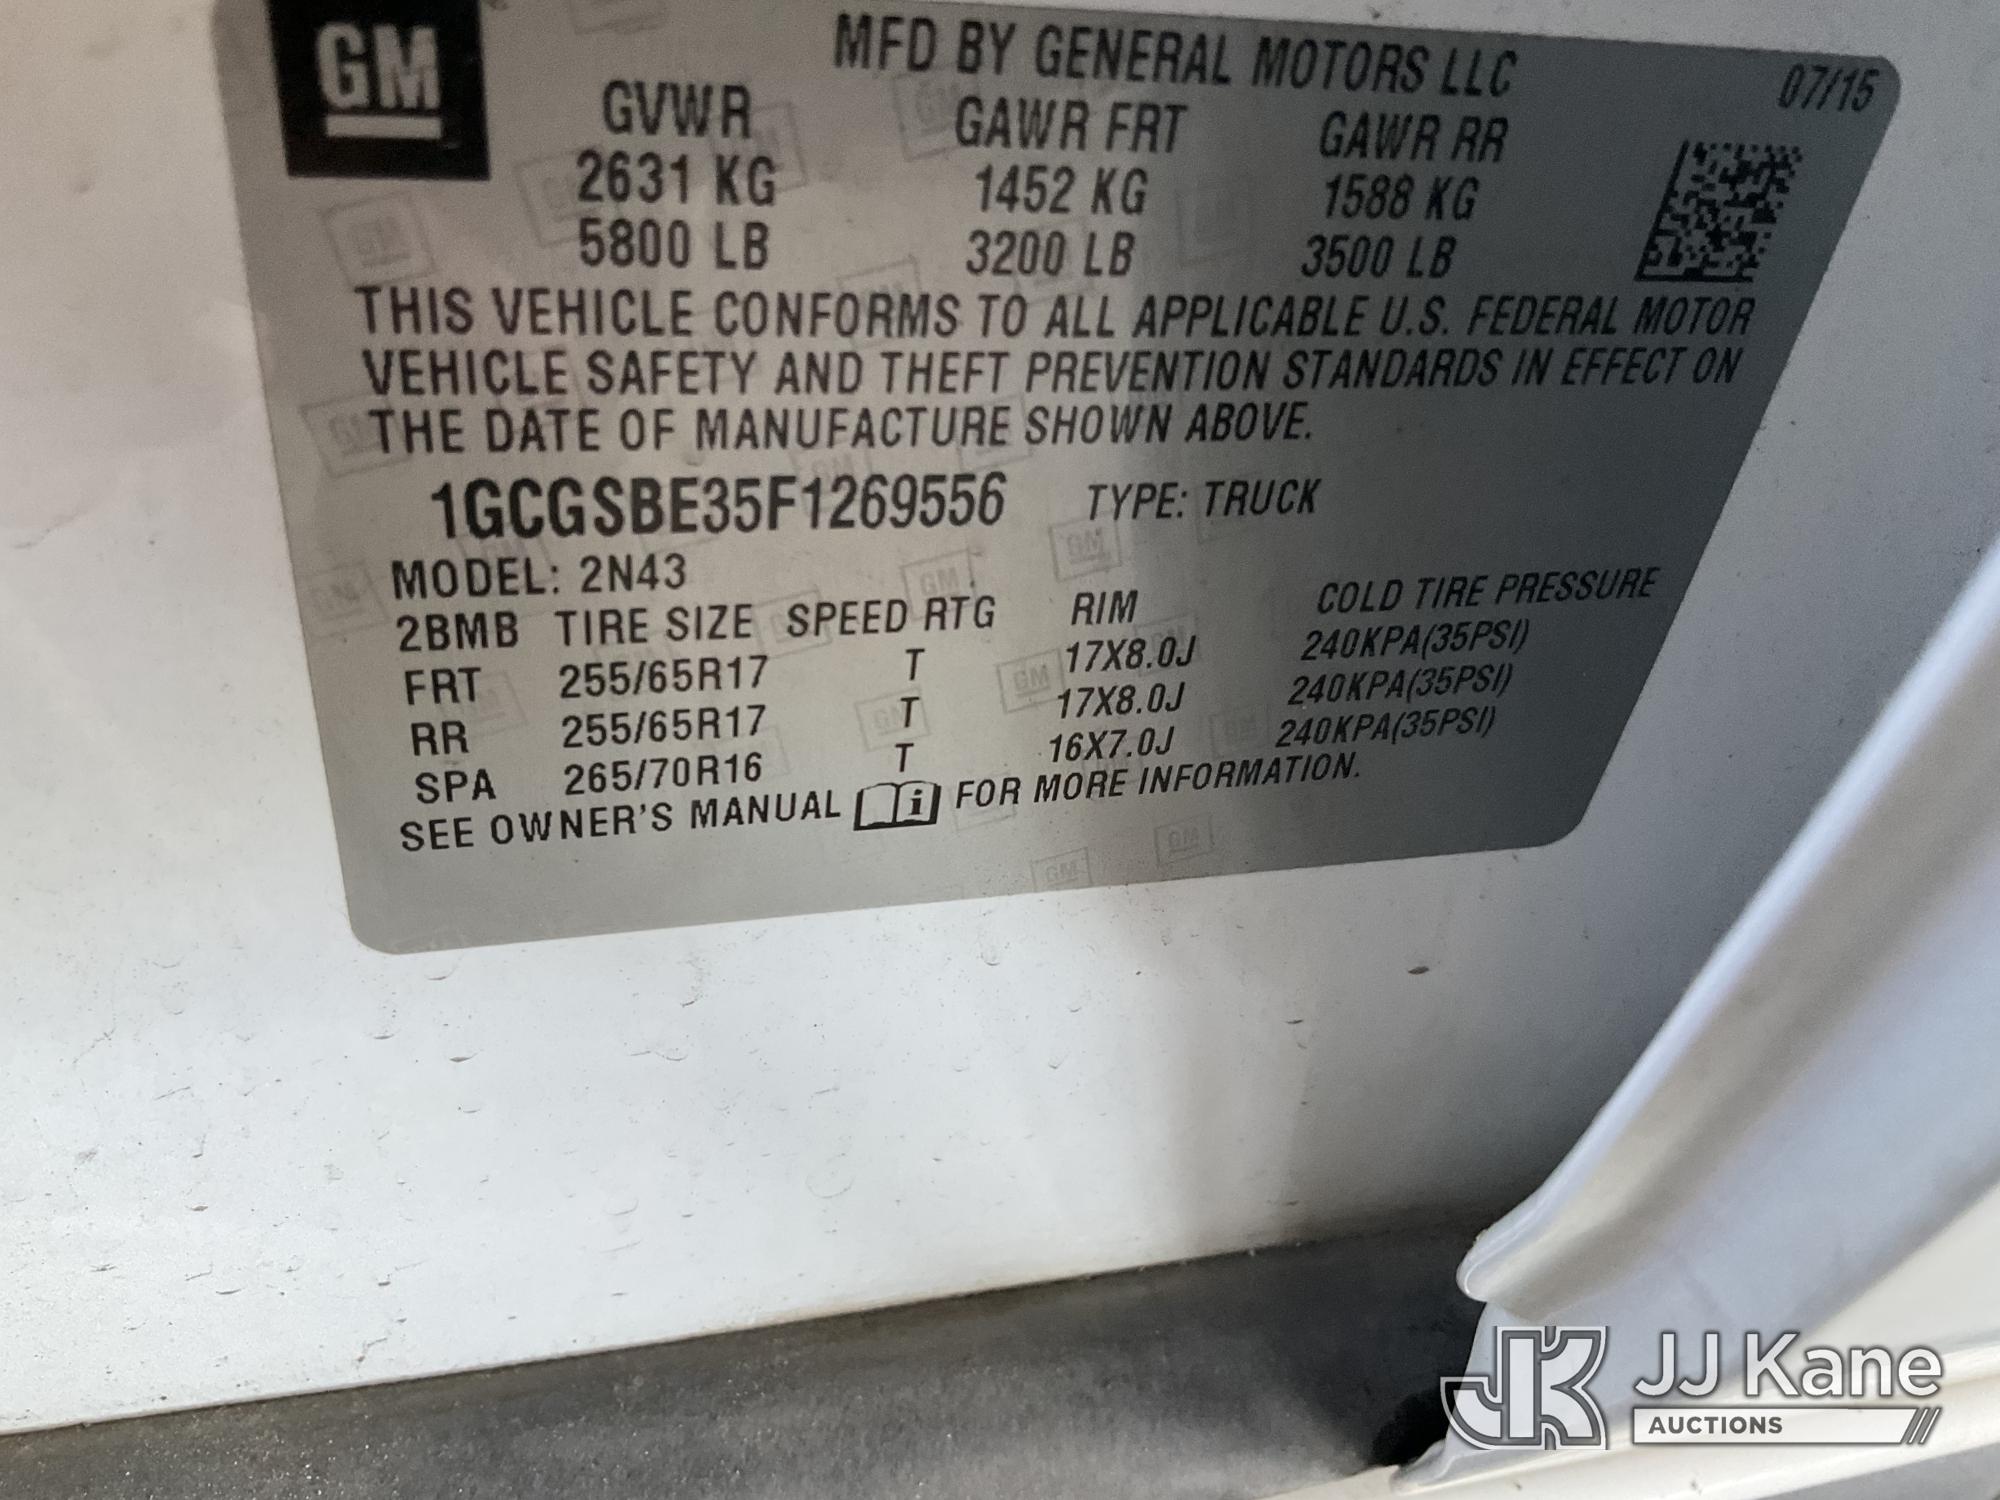 GM
MFD BY GENERAL MOTORS LLC
07/15
GVWR GAWR FRT GAWR RR
2631 KG 1452 KG 1588 KG
5800 LB 3200 LB 3500 LB
THIS VEHICLE CONFORMS TO ALL APPLICABLE U.S. FEDERAL MOTOR
VEHICLE SAFETY AND THEFT PREVENTION STANDARDS IN EFFECT ON
THE DATE OF MANUFACTURE SHOWN ABOVE.
1GCGSBE35F1269556 TYPE: TRUCK
MODEL: 2N43
2BMB TIRE SIZE SPEED RTG RIM COLD TIRE PRESSURE
FRT 255/65R17 T 17X8.0J 240KPA(35PSI)
RR 255/65R17 T 17X8.0J 240KPA(35PSI)
SPA 265/70R16 T 16X7.0J 240KPA(35PSI)
SEE OWNER'S MANUAL i FOR MORE INFORMATION.
JK JJ Kane
AUCTIONS